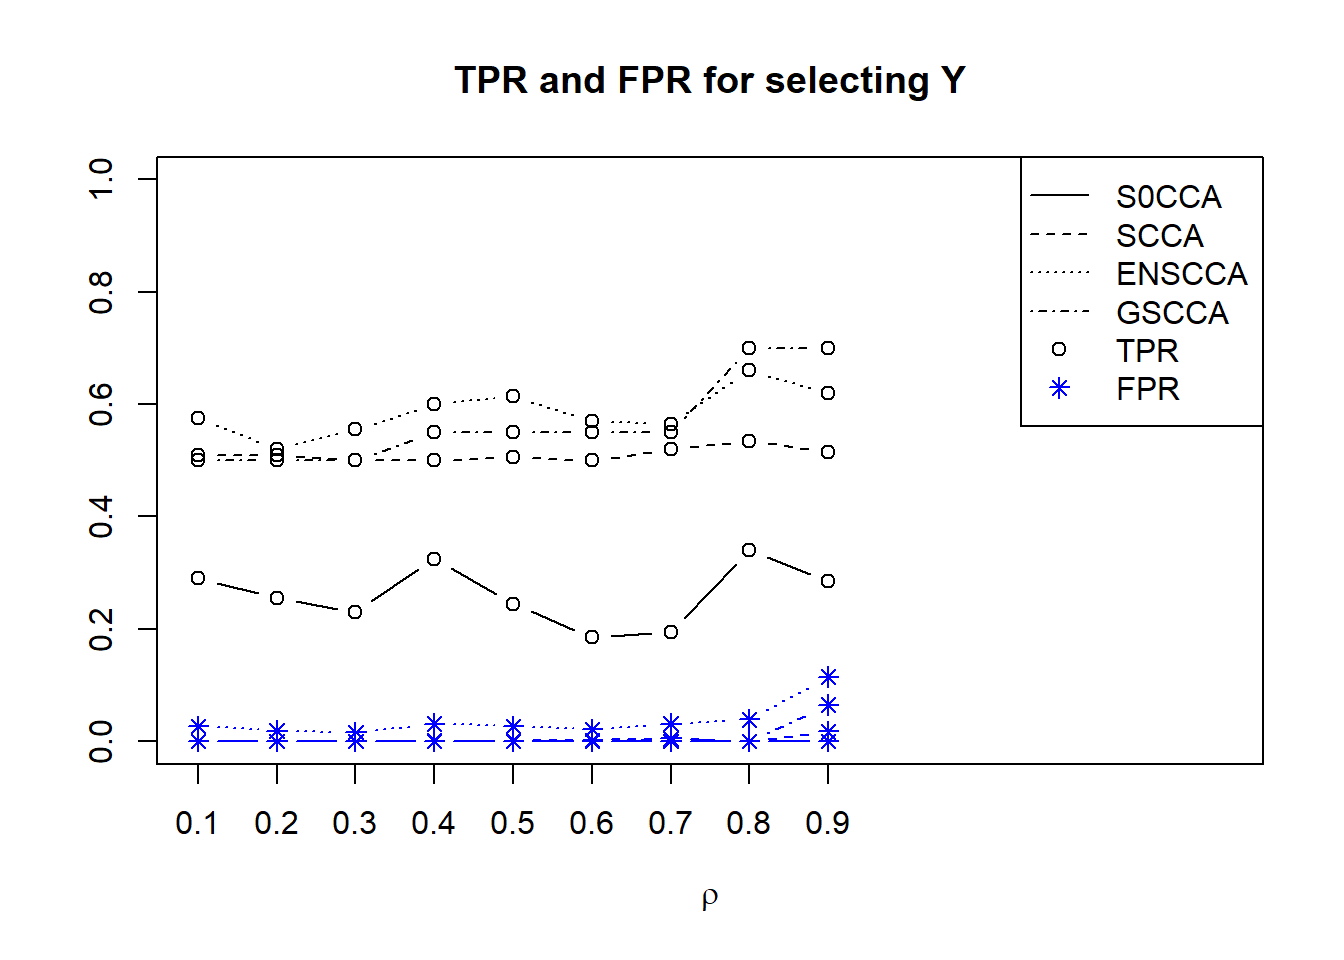 TPR and FPR for selecting Y
1.0
0.8
0.6
0.4
0.2
0.0
S0CCA
SCCA
ENSCCA
GSCCA
TPR
FPR
0.1 0.2 0.3 0.4 0.5 0.6 0.7 0.8 0.9
ρ